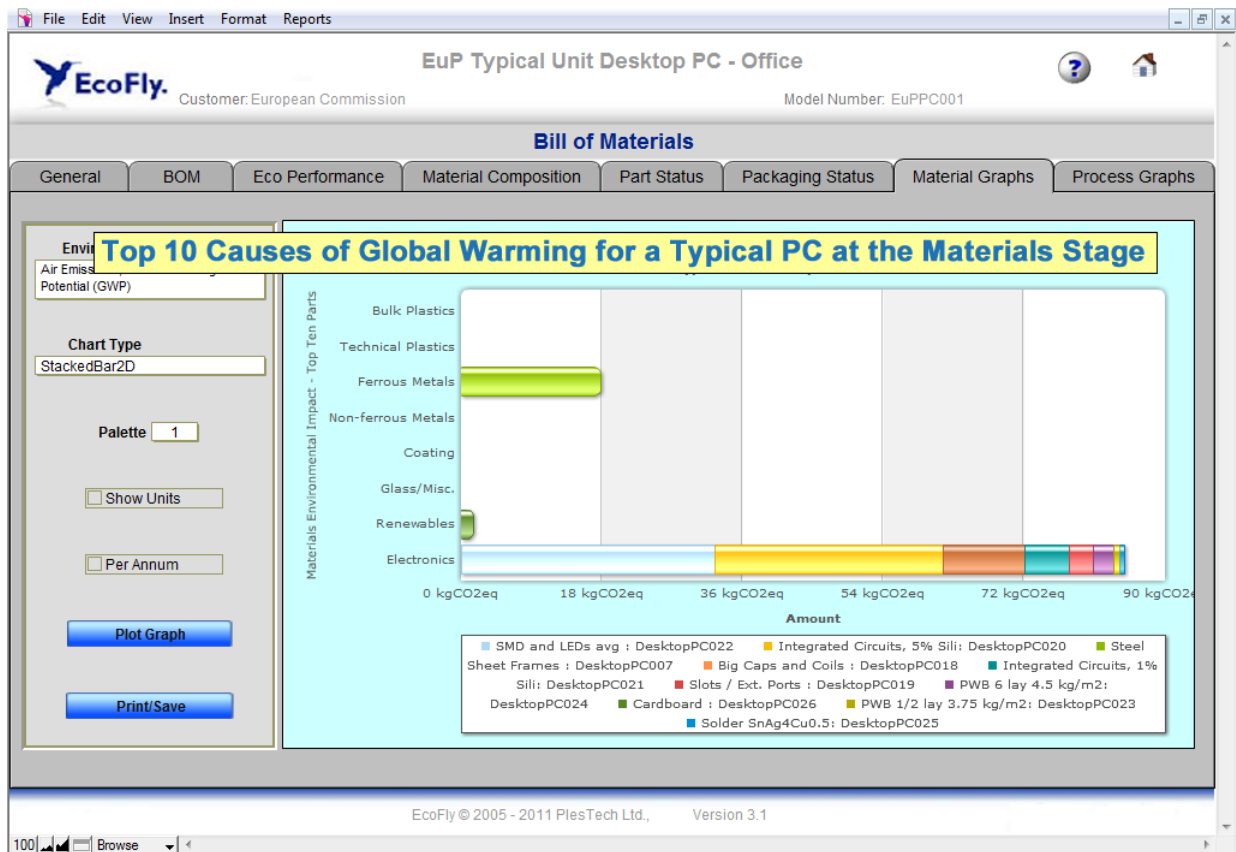 File Edit View Insert Format Reports
EuP Typical Unit Desktop PC - Office
EcoFly.
Customer: European Commission
Model Number: EuPPC001
Bill of Materials
General BOM Eco Performance Material Composition Part Status Packaging Status Material Graphs Process Graphs
Top 10 Causes of Global Warming for a Typical PC at the Materials Stage
Potential (GWP)
Chart Type
StackedBar2D
Palette 1
Show Units
Per Annum
Plot Graph
Print/Save
Materials Environmental Impact - Top Ten Parts
Bulk Plastics
Technical Plastics
Ferrous Metals
Non-ferrous Metals
Coating
Glass/Misc.
Renewables
Electronics
0 kgCO2eq 18 kgCO2eq 36 kgCO2eq 54 kgCO2eq 72 kgCO2eq 90 kgCO2e
Amount
SMD and LEDs avg : DesktopPC022 Integrated Circuits, 5% Sili: DesktopPC020 Steel
Sheet Frames : DesktopPC007 Big Caps and Coils : DesktopPC018 Integrated Circuits, 1%
Sili: DesktopPC021 Slots / Ext. Ports : DesktopPC019 PWB 6 lay 4.5 kg/m2:
DesktopPC024 Cardboard : DesktopPC026 PWB 1/2 lay 3.75 kg/m2: DesktopPC023
Solder SnAg4Cu0.5: DesktopPC025
EcoFly © 2005 - 2011 PlesTech Ltd., Version 3.1
100 Browse